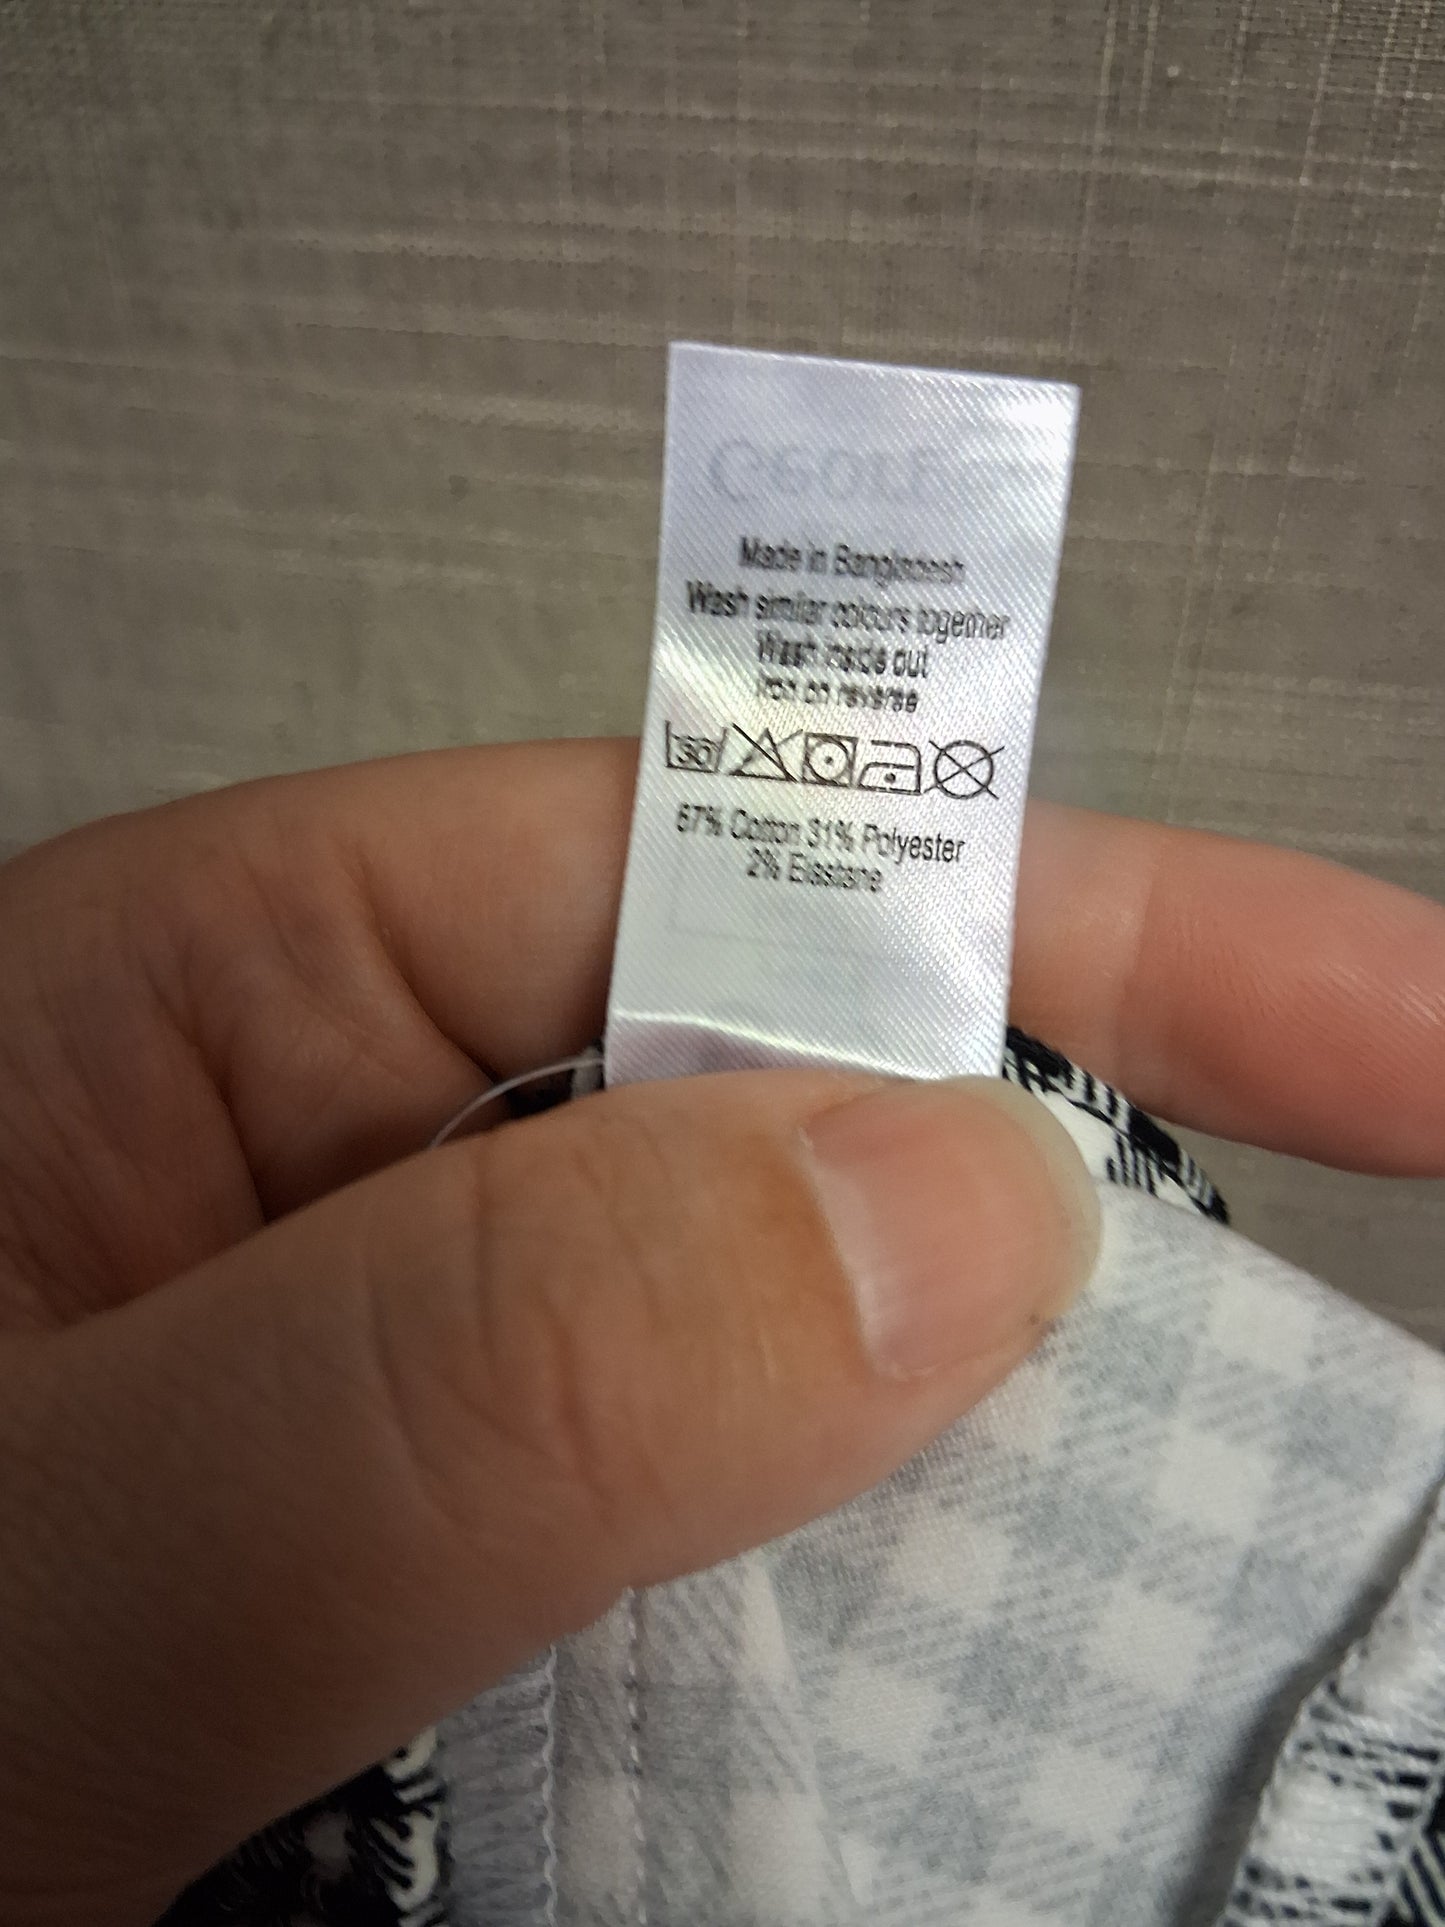 Made in Bangladesh
Wash similar colours together
Wash inside out
Iron on reverse
30
67% Cotton 31% Polyester
2% Elastane